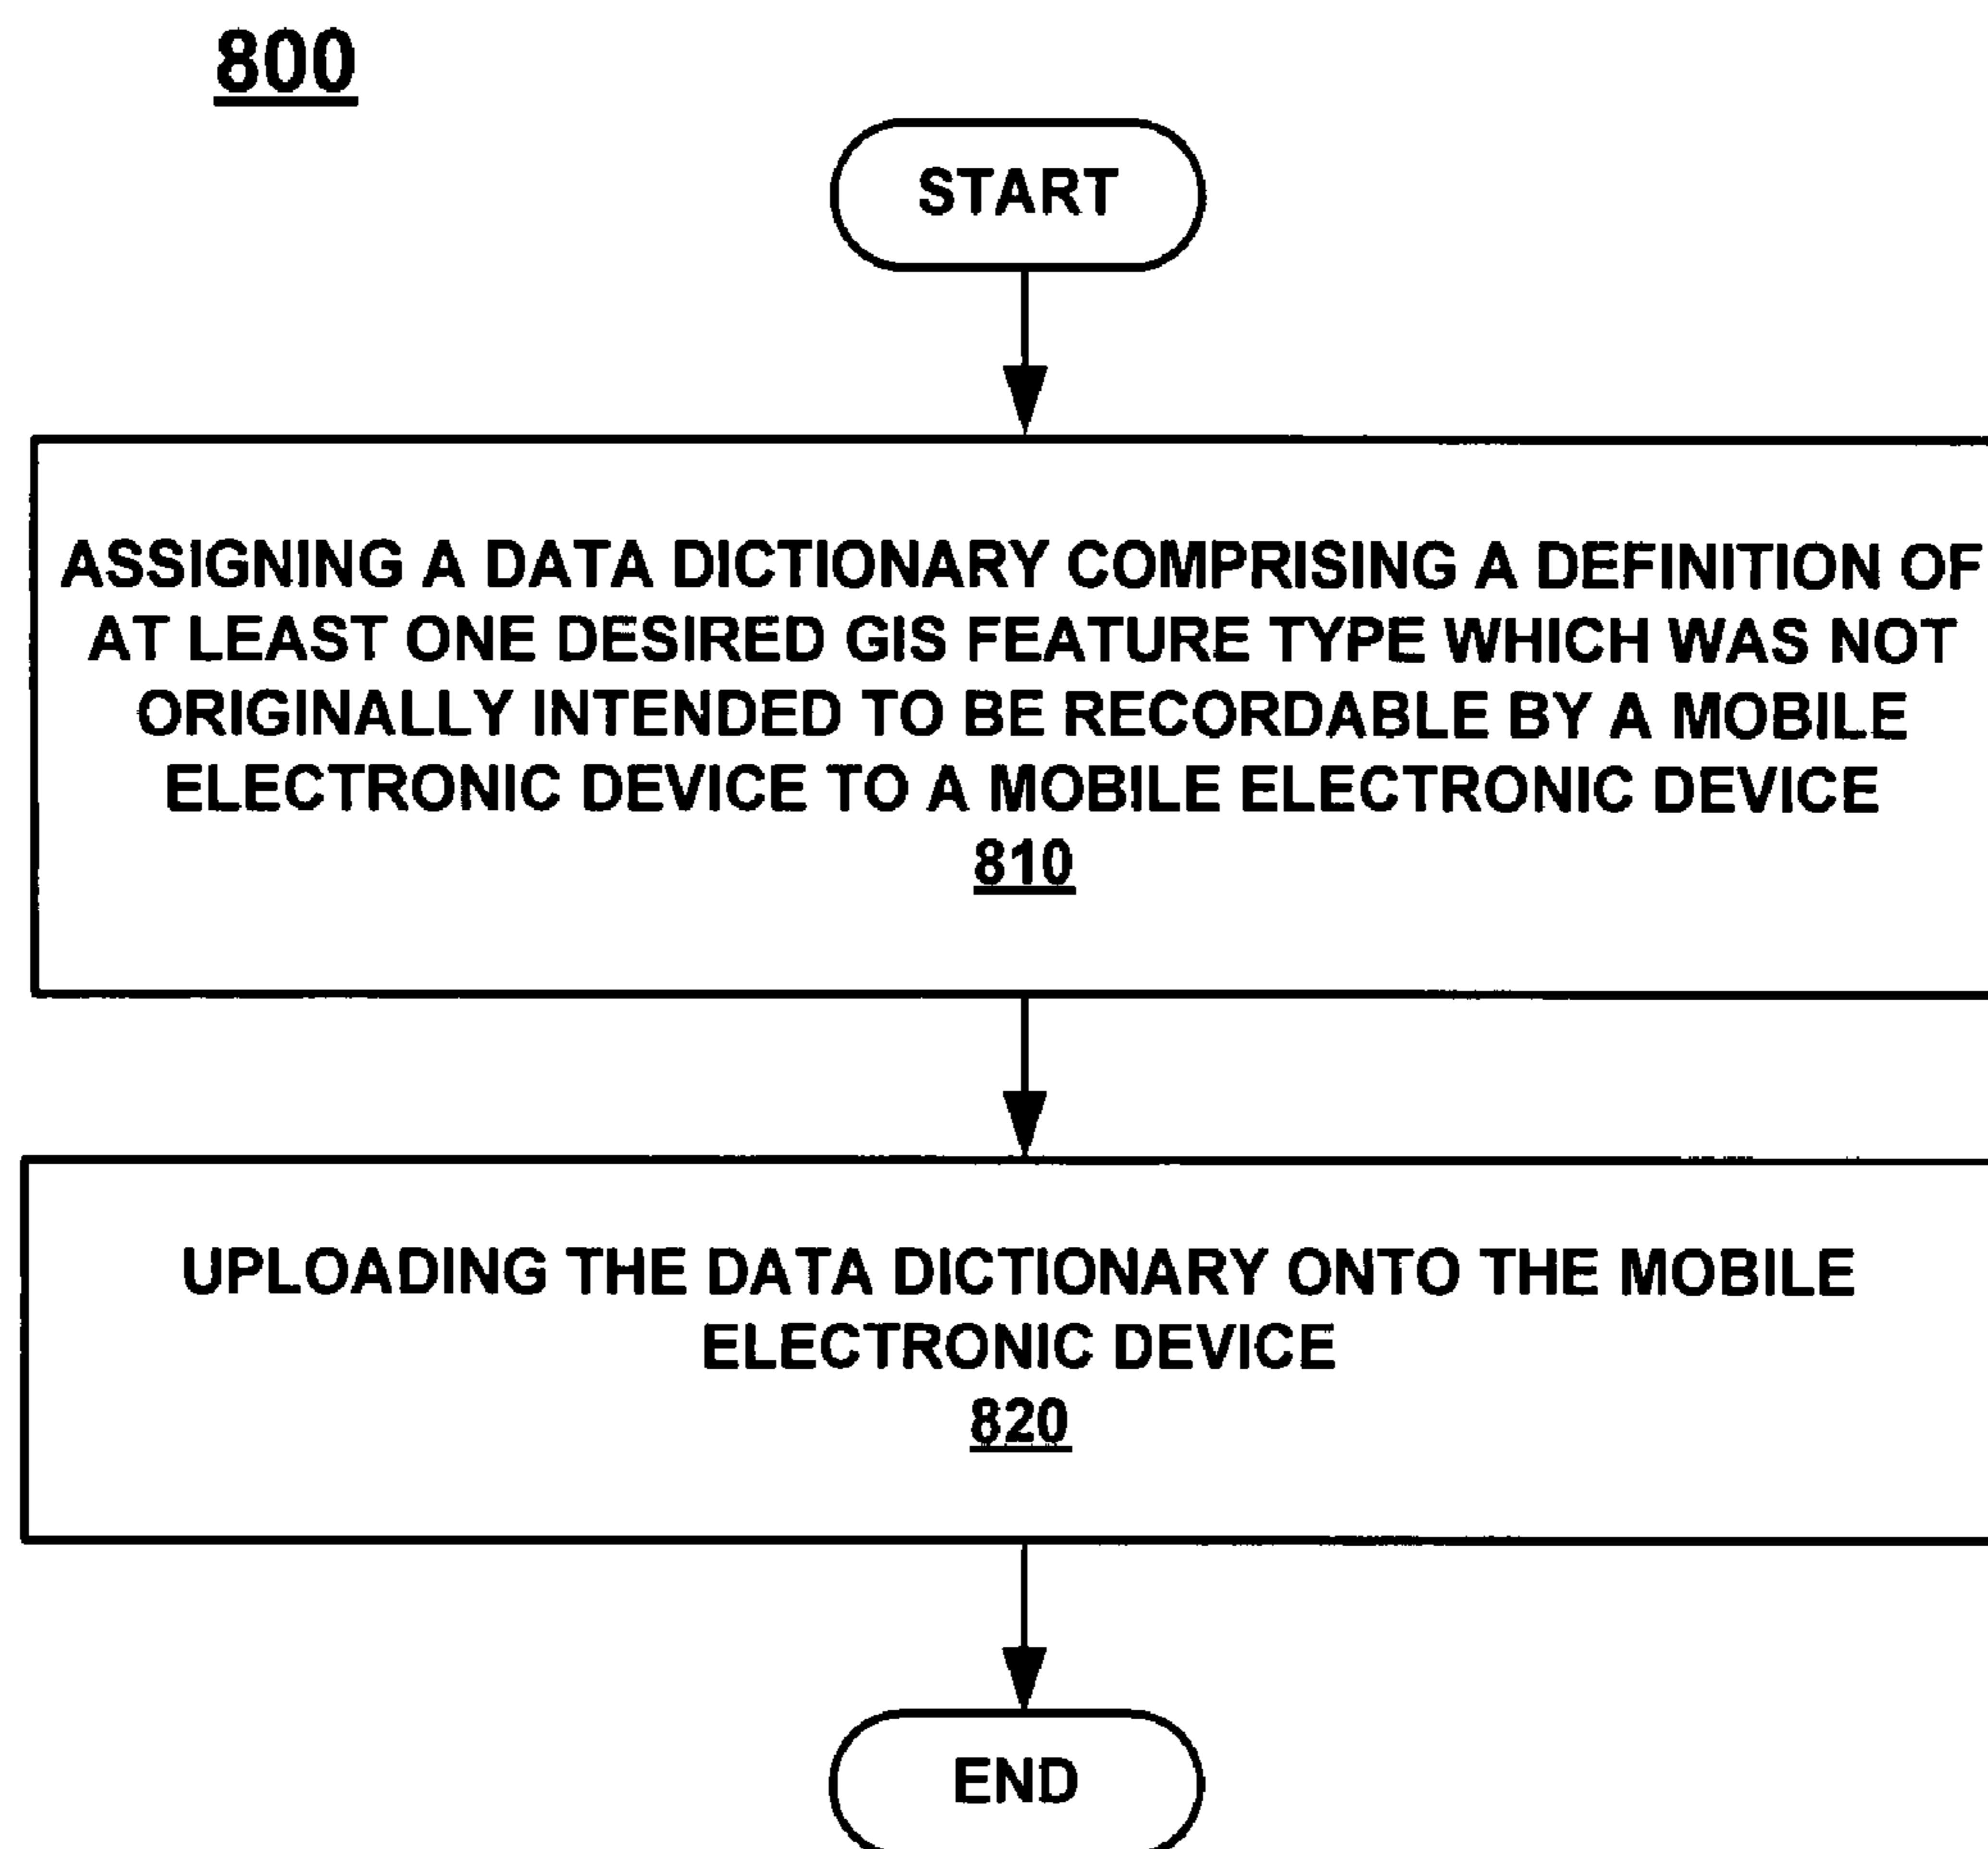 800
START
ASSIGNING A DATA DICTIONARY COMPRISING A DEFINITION OF
AT LEAST ONE DESIRED GIS FEATURE TYPE WHICH WAS NOT
ORIGINALLY INTENDED TO BE RECORDABLE BY A MOBILE
ELECTRONIC DEVICE TO A MOBILE ELECTRONIC DEVICE
810
UPLOADING THE DATA DICTIONARY ONTO THE MOBILE
ELECTRONIC DEVICE
820
END